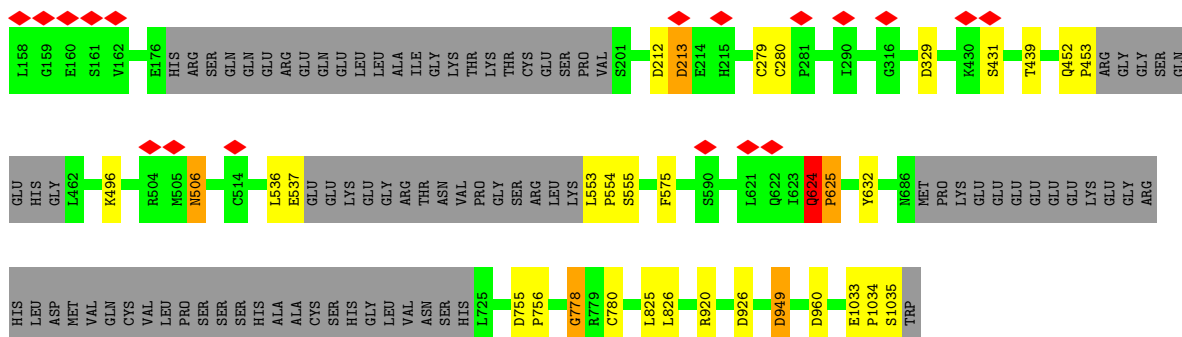 L158 G159 E160 S161 V162 E176 HIS ARG SER GLN GLN GLU ARG GLU GLN GLU LEU LEU ALA ILE GLY LYS THR LYS THR CYS GLU SER PRO VAL S201 D212 D213 E214 H215 C279 C280 P281 I290 G316 D329 K430 S431 T439 Q452 P453 ARG GLY GLY SER GLN
GLU HIS GLY L462 K496 R504 M505 N506 C514 L536 E537 GLU GLU LYS GLU GLY ARG THR ASN VAL PRO GLY SER ARG LEU LYS L553 P554 S555 F575 S590 L621 Q622 I623 Q624 P625 Y632 N686 MET PRO LYS GLU GLU GLU GLU GLU LYS GLU GLY ARG
HIS LEU ASP MET VAL GLN CYS VAL LEU PRO SER SER SER HIS ALA ALA CYS SER HIS GLY LEU VAL ASN SER HIS L725 D755 P756 G778 R779 C780 L825 L826 R920 D926 D949 D960 E1033 P1034 S1035 TRP